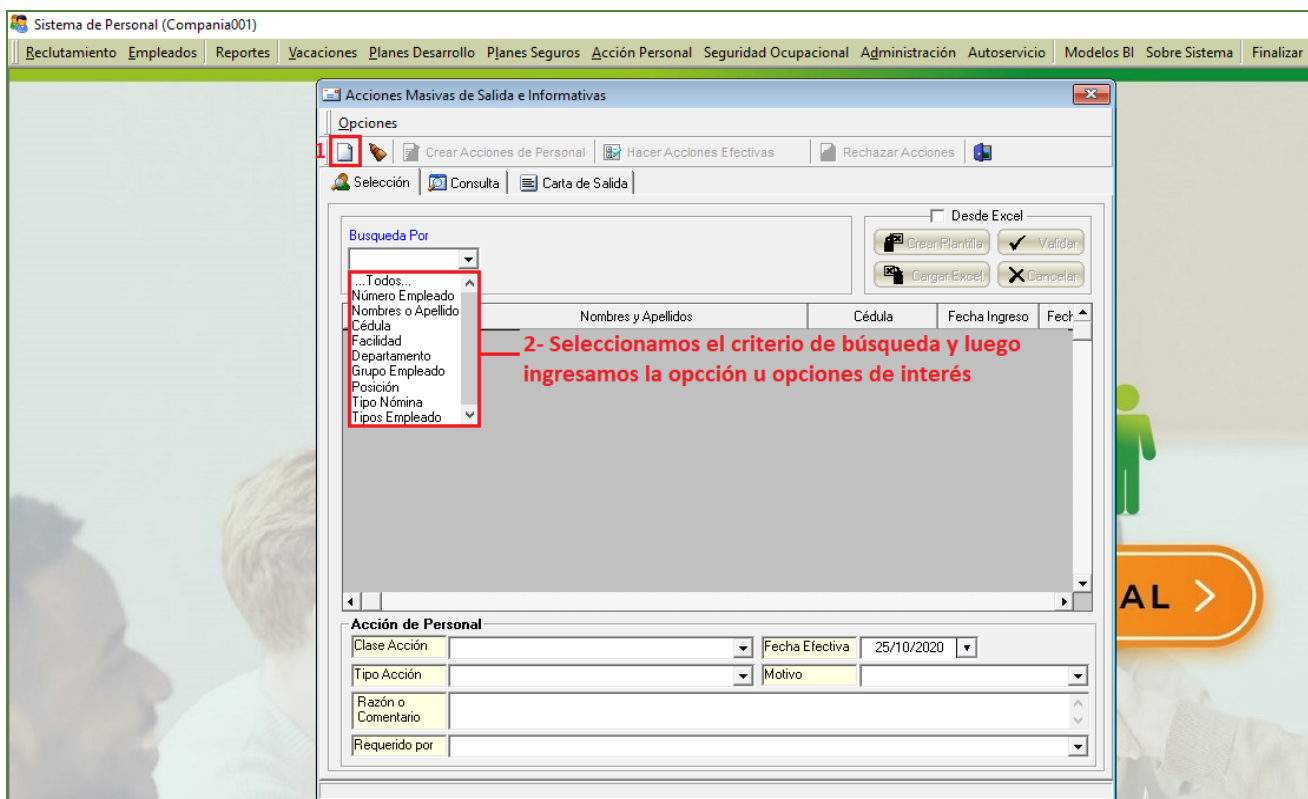 Sistema de Personal (Compania001)
Reclutamiento Empleados Reportes Vacaciones Planes Desarrollo Planes Seguros Acción Personal Seguridad Ocupacional Administración Autoservicio Modelos BI Sobre Sistema Finalizar
Acciones Masivas de Salida e Informativas
Opciones
1 Crear Acciones de Personal Hacer Acciones Efectivas Rechazar Acciones
Selección Consulta Carta de Salida
Desde Excel
Busqueda Por
Crear Plantilla Validar
Cargar Excel Cancelar
...Todos...
Número Empleado
Nombres o Apellido
Cédula
Facilidad
Departamento
Grupo Empleado
Posición
Tipo Nómina
Tipos Empleado
Nombres y Apellidos Cédula Fecha Ingreso Fech
2- Seleccionamos el criterio de búsqueda y luego
ingresamos la opcción u opciones de interés
AL >
Acción de Personal
Clase Acción Fecha Efectiva 25/10/2020
Tipo Acción Motivo
Razón o
Comentario
Requerido por